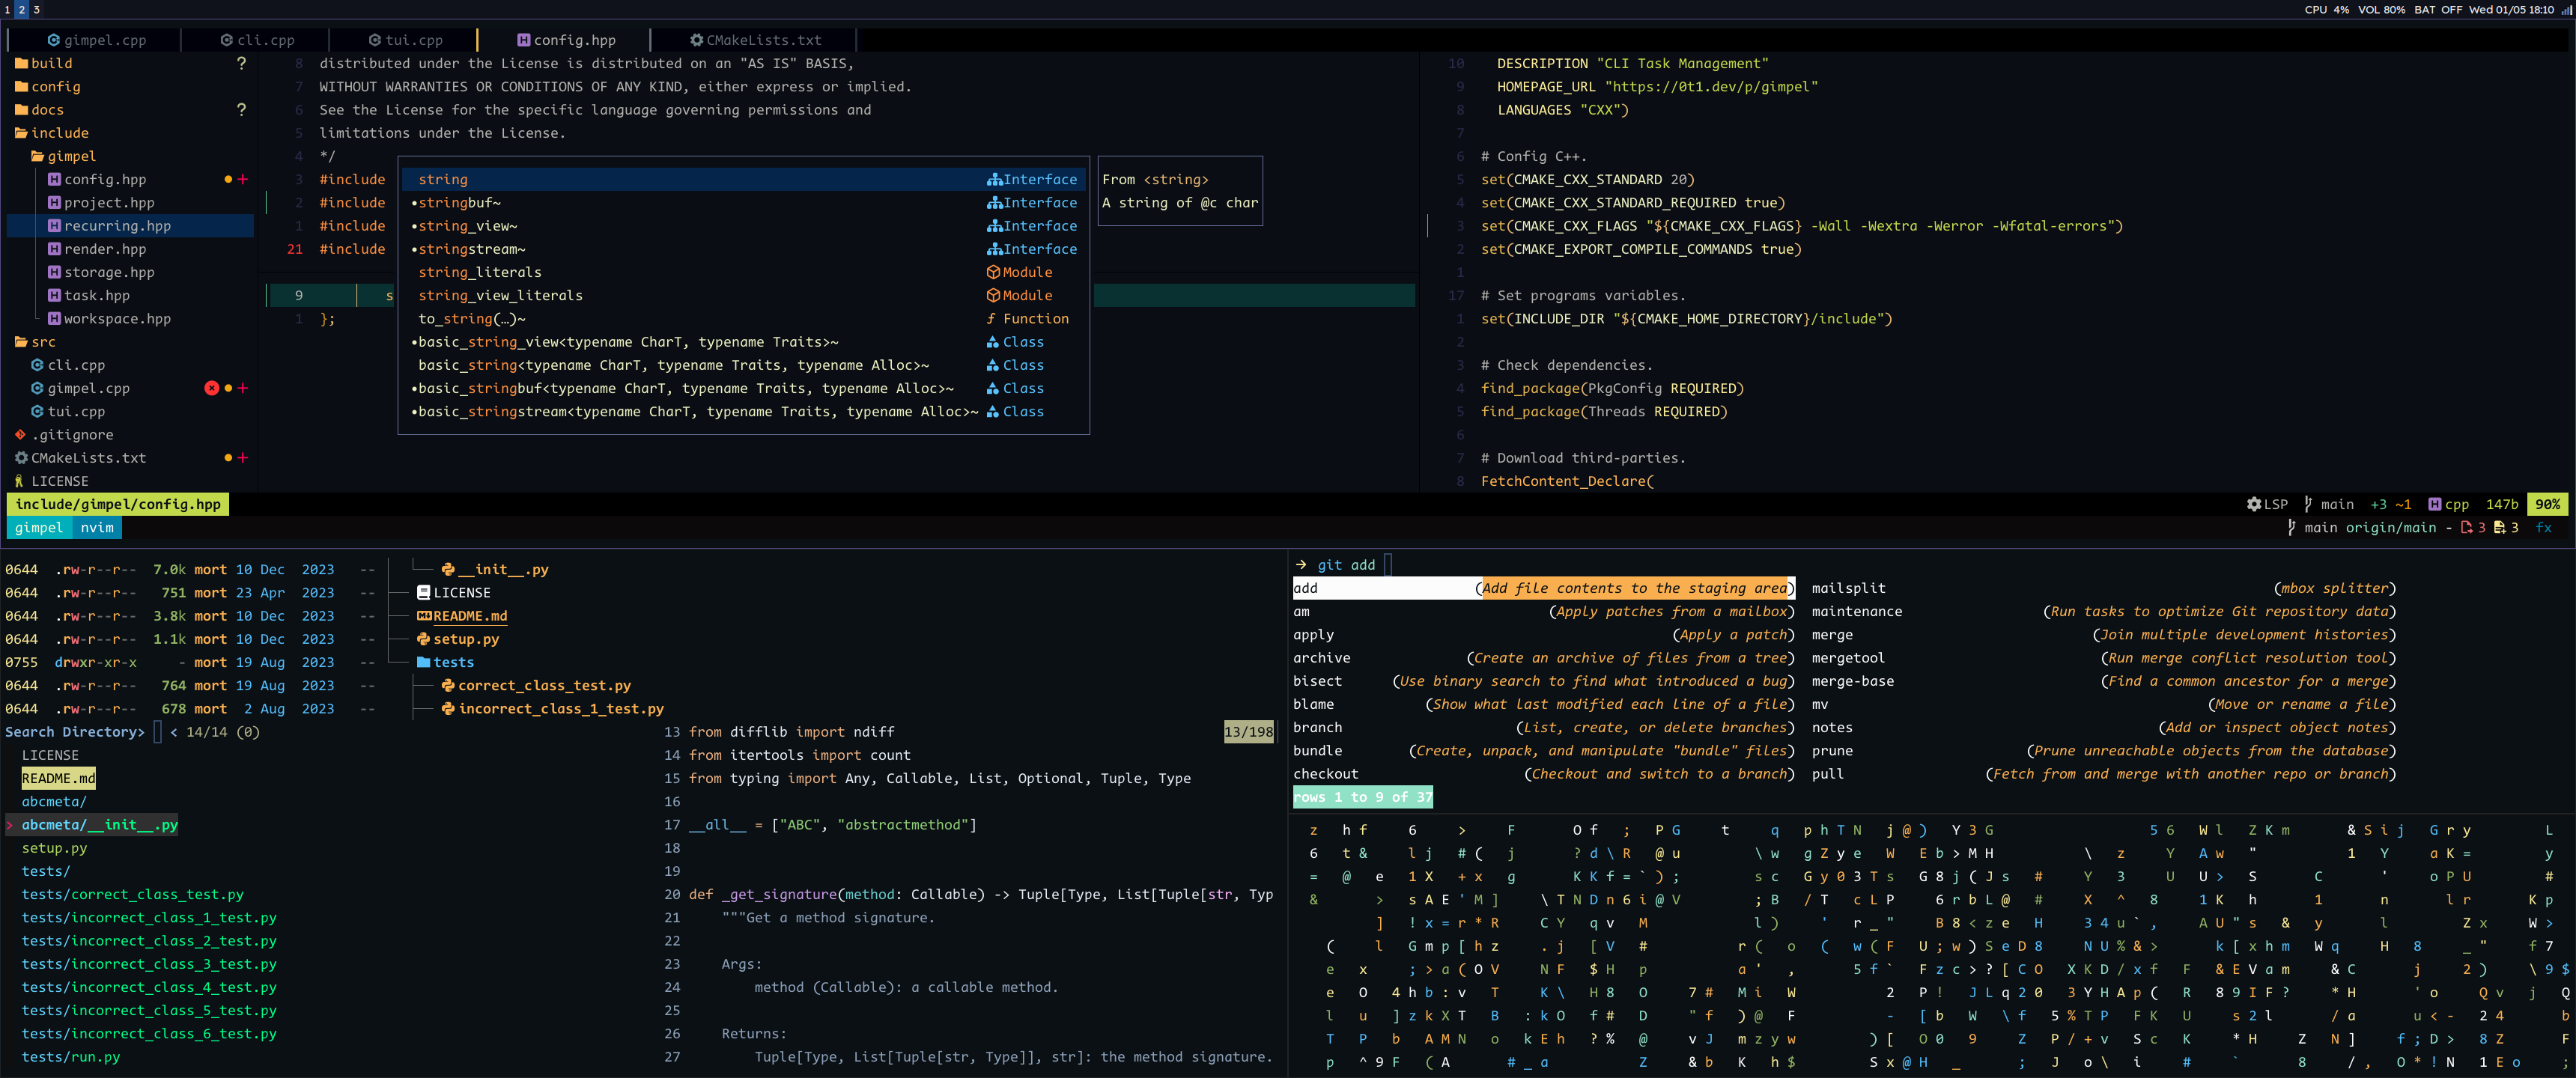 1 2 3
CPU 4% VOL 80% BAT OFF Wed 01/05 18:10
gimpel.cpp cli.cpp tui.cpp config.hpp CMakeLists.txt
build ?
config
docs ?
include
gimpel
config.hpp
project.hpp
recurring.hpp
render.hpp
storage.hpp
task.hpp
workspace.hpp
src
cli.cpp
gimpel.cpp
tui.cpp
.gitignore
CMakeLists.txt
LICENSE
8 distributed under the License is distributed on an "AS IS" BASIS,
7 WITHOUT WARRANTIES OR CONDITIONS OF ANY KIND, either express or implied.
6 See the License for the specific language governing permissions and
5 limitations under the License.
4 */
3 #include
2 #include
1 #include
21 #include
9 s
1 };
string Interface
•stringbuf~ Interface
•string_view~ Interface
•stringstream~ Interface
string_literals Module
string_view_literals Module
to_string(…)~ Function
•basic_string_view<typename CharT, typename Traits>~ Class
basic_string<typename CharT, typename Traits, typename Alloc>~ Class
•basic_stringbuf<typename CharT, typename Traits, typename Alloc>~ Class
•basic_stringstream<typename CharT, typename Traits, typename Alloc>~ Class
From <string>
A string of @c char
10 DESCRIPTION "CLI Task Management"
9 HOMEPAGE_URL "https://0t1.dev/p/gimpel"
8 LANGUAGES "CXX")
7
6 # Config C++.
5 set(CMAKE_CXX_STANDARD 20)
4 set(CMAKE_CXX_STANDARD_REQUIRED true)
3 set(CMAKE_CXX_FLAGS "${CMAKE_CXX_FLAGS} -Wall -Wextra -Werror -Wfatal-errors")
2 set(CMAKE_EXPORT_COMPILE_COMMANDS true)
1
17 # Set programs variables.
1 set(INCLUDE_DIR "${CMAKE_HOME_DIRECTORY}/include")
2
3 # Check dependencies.
4 find_package(PkgConfig REQUIRED)
5 find_package(Threads REQUIRED)
6
7 # Download third-parties.
8 FetchContent_Declare(
include/gimpel/config.hpp LSP main +3 ~1 cpp 147b 90%
gimpel nvim main origin/main - 3 3 fx
0644 .rw-r--r-- 7.0k mort 10 Dec 2023 -- __init__.py
0644 .rw-r--r-- 751 mort 23 Apr 2023 -- LICENSE
0644 .rw-r--r-- 3.8k mort 10 Dec 2023 -- README.md
0644 .rw-r--r-- 1.1k mort 10 Dec 2023 -- setup.py
0755 drwxr-xr-x - mort 19 Aug 2023 -- tests
0644 .rw-r--r-- 764 mort 19 Aug 2023 -- correct_class_test.py
0644 .rw-r--r-- 678 mort 2 Aug 2023 -- incorrect_class_1_test.py
Search Directory> < 14/14 (0)
LICENSE
README.md
abcmeta/
> abcmeta/__init__.py
setup.py
tests/
tests/correct_class_test.py
tests/incorrect_class_1_test.py
tests/incorrect_class_2_test.py
tests/incorrect_class_3_test.py
tests/incorrect_class_4_test.py
tests/incorrect_class_5_test.py
tests/incorrect_class_6_test.py
tests/run.py
13 from difflib import ndiff 13/198
14 from itertools import count
15 from typing import Any, Callable, List, Optional, Tuple, Type
16
17 __all__ = ["ABC", "abstractmethod"]
18
19
20 def _get_signature(method: Callable) -> Tuple[Type, List[Tuple[str, Typ
21 """Get a method signature.
22
23 Args:
24 method (Callable): a callable method.
25
26 Returns:
27 Tuple[Type, List[Tuple[str, Type]], str]: the method signature.
→ git add
add (Add file contents to the staging area) mailsplit (mbox splitter)
am (Apply patches from a mailbox) maintenance (Run tasks to optimize Git repository data)
apply (Apply a patch) merge (Join multiple development histories)
archive (Create an archive of files from a tree) mergetool (Run merge conflict resolution tool)
bisect (Use binary search to find what introduced a bug) merge-base (Find a common ancestor for a merge)
blame (Show what last modified each line of a file) mv (Move or rename a file)
branch (List, create, or delete branches) notes (Add or inspect object notes)
bundle (Create, unpack, and manipulate "bundle" files) prune (Prune unreachable objects from the database)
checkout (Checkout and switch to a branch) pull (Fetch from and merge with another repo or branch)
rows 1 to 9 of 37